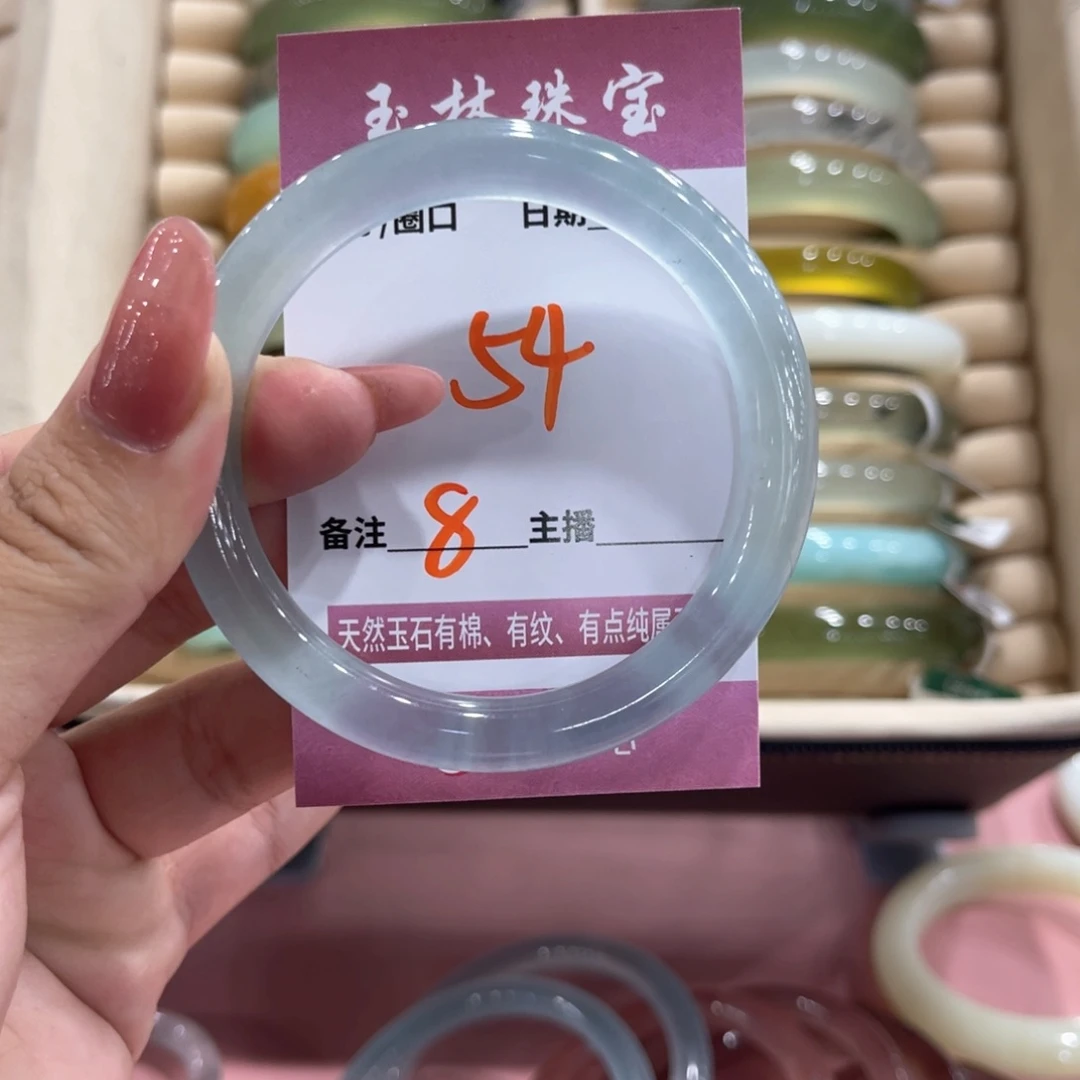 玉林珠宝
/圈口 日期_
54
备注 8 主播
天然玉石有棉、有纹、有点纯属